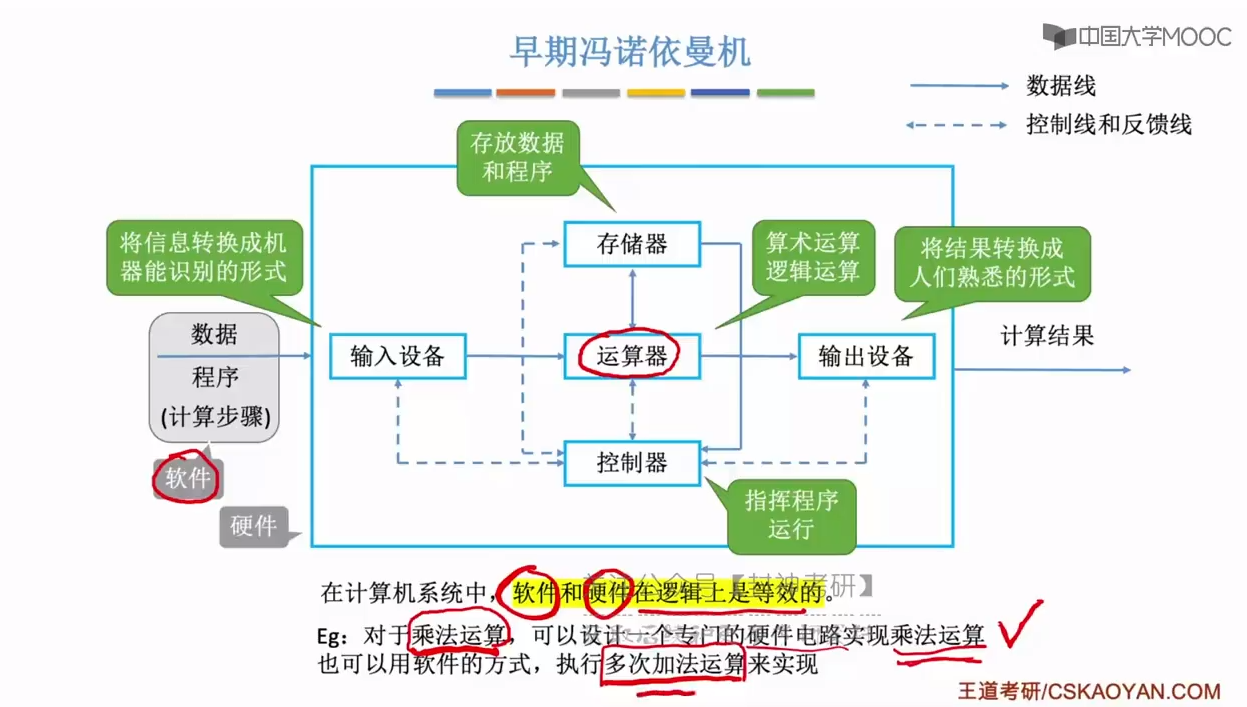 中国大学MOOC
早期冯诺依曼机
数据线
控制线和反馈线
存放数据
和程序
将信息转换成机
器能识别的形式
存储器
算术运算
逻辑运算
将结果转换成
人们熟悉的形式
数据
程序
(计算步骤)
输入设备
运算器
输出设备
计算结果
控制器
软件
硬件
指挥程序
运行
在计算机系统中，软件和硬件在逻辑上是等效的。
【封神考研】
Eg：对于乘法运算，可以设计一个专门的硬件电路实现乘法运算
也可以用软件的方式，执行多次加法运算来实现
王道考研/CSKAOYAN.COM